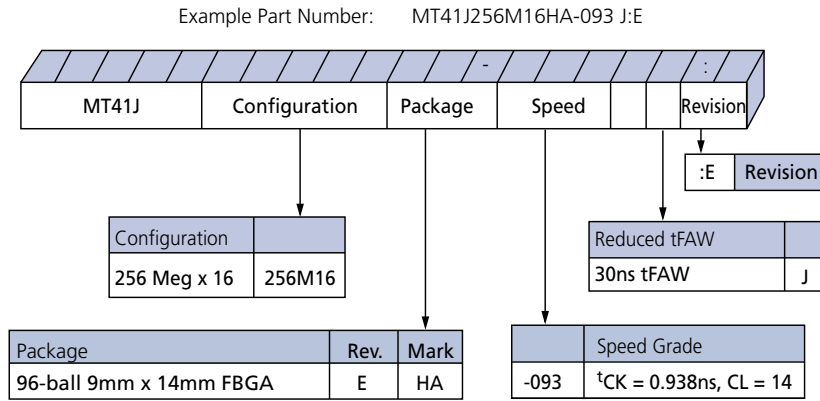 Example Part Number: MT41J256M16HA-093 J:E
- :
MT41J Configuration Package Speed Revision
:E Revision
Configuration
256 Meg x 16 256M16
Reduced tFAW
30ns tFAW J
Package Rev. Mark
96-ball 9mm x 14mm FBGA E HA
Speed Grade
-093 tCK = 0.938ns, CL = 14